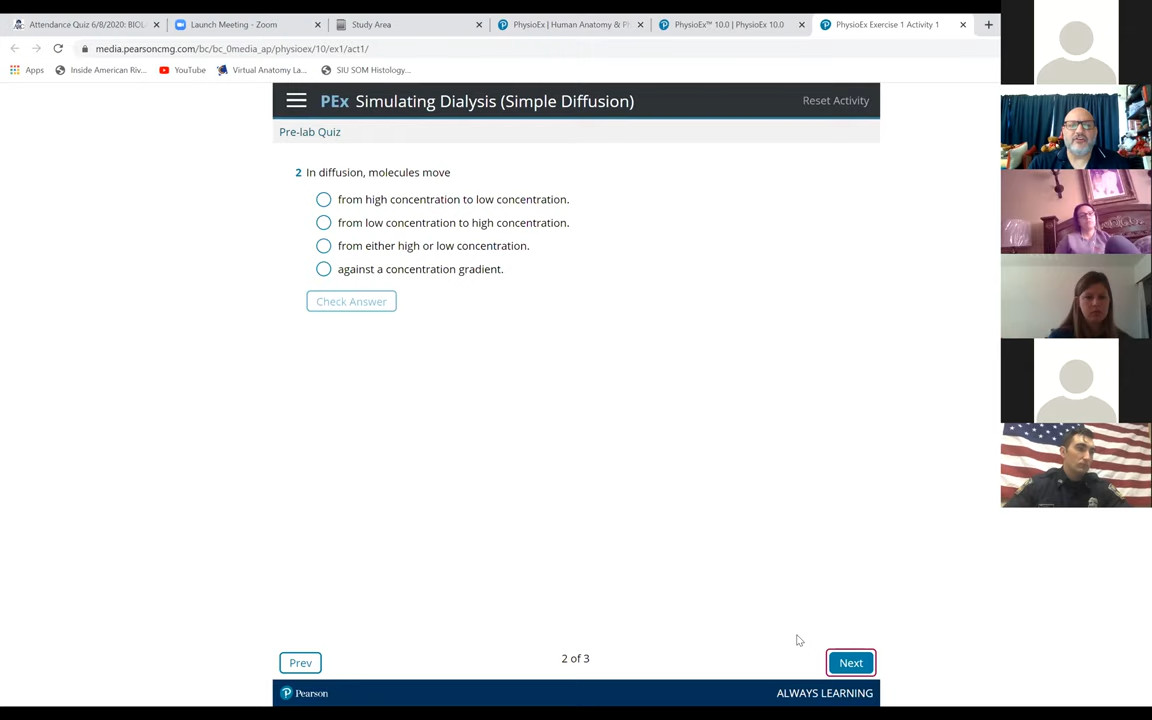 Attendance Quiz 6/8/2020: BIOL
Launch Meeting - Zoom
Study Area
PhysioEx | Human Anatomy & Ph
PhysioEx™ 10.0 | PhysioEx 10.0
PhysioEx Exercise 1 Activity 1
media.pearsoncmg.com/bc/bc_0media_ap/physioex/10/ex1/act1/
Apps
Inside American Riv...
YouTube
Virtual Anatomy La...
SIU SOM Histology...
PEx Simulating Dialysis (Simple Diffusion)
Reset Activity
Pre-lab Quiz
2 In diffusion, molecules move
from high concentration to low concentration.
from low concentration to high concentration.
from either high or low concentration.
against a concentration gradient.
Check Answer
Prev
2 of 3
Next
Pearson
ALWAYS LEARNING